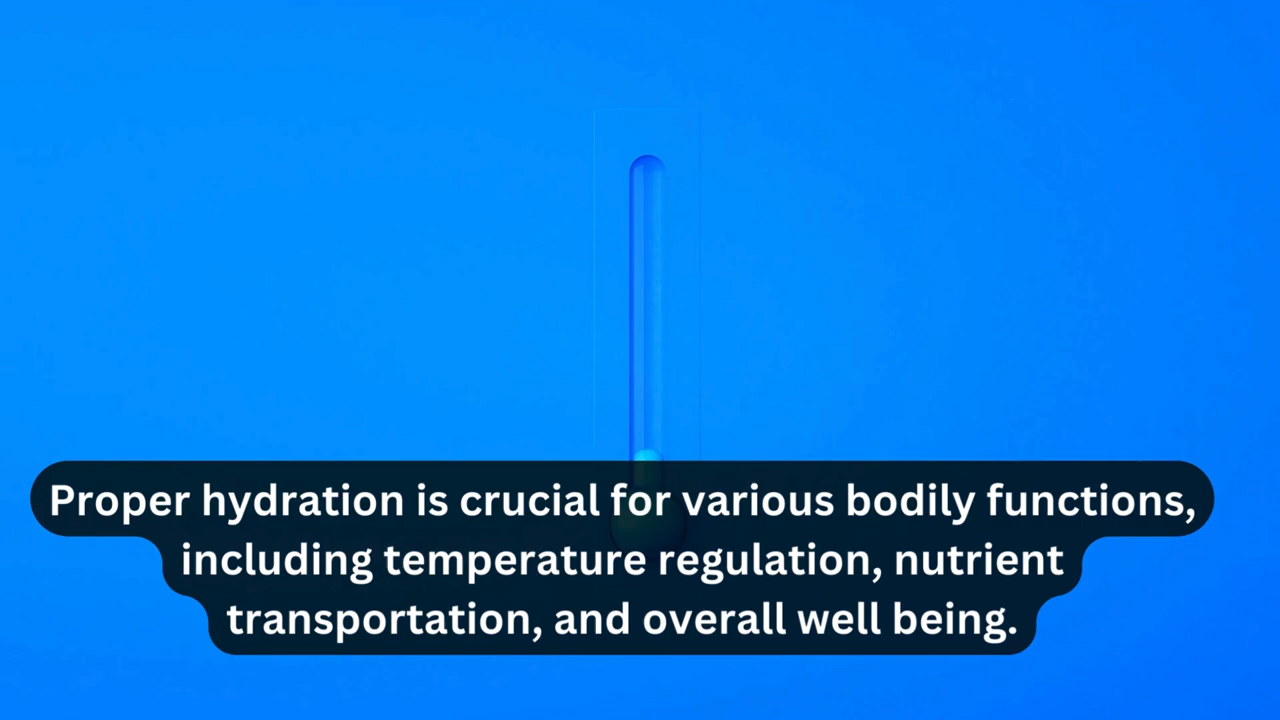 Proper hydration is crucial for various bodily functions,
including temperature regulation, nutrient
transportation, and overall well being.